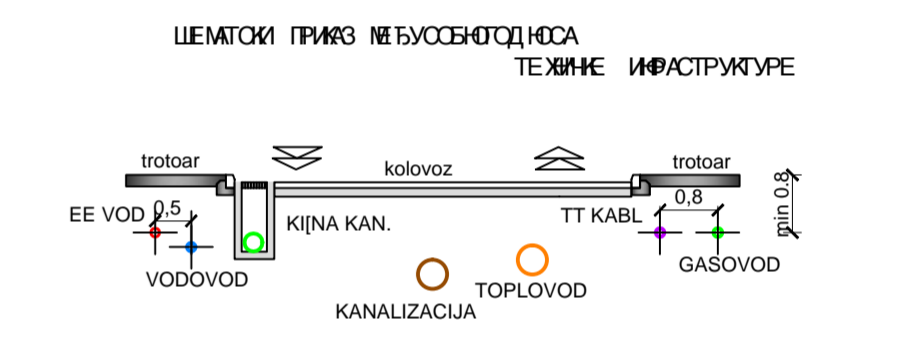 ШЕМАТСКИ ПРИКАЗ МЕЂУСОБНОГ ОДНОСА
ТЕХНИЧКЕ ИНФРАСТРУКТУРЕ
trotoar
kolovoz
trotoar
EE VOD
0,5
KI[NA KAN.
TT KABL
0,8
min 0.8
VODOVOD
GASOVOD
TOPLOVOD
KANALIZACIJA